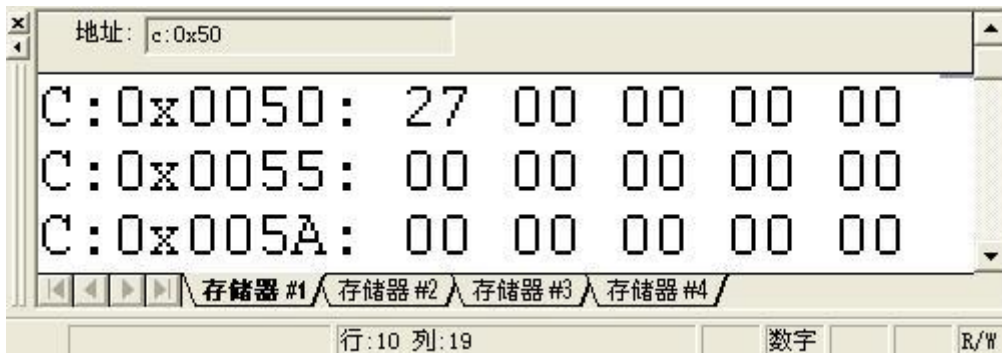 地址: c:0x50
C:0x0050: 27 00 00 00 00
C:0x0055: 00 00 00 00 00
C:0x005A: 00 00 00 00 00
存储器 #1 存储器 #2 存储器 #3 存储器 #4
行:10 列:19 数字 R/W